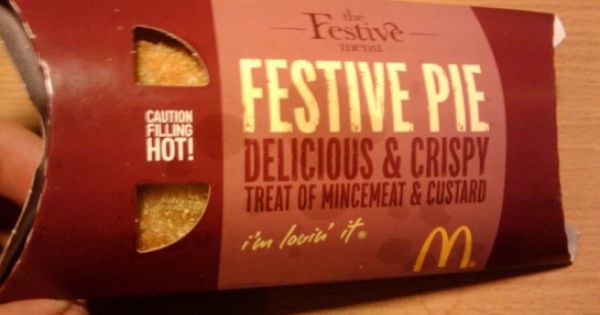 the
Festive
menu
FESTIVE PIE
DELICIOUS & CRISPY
TREAT OF MINCEMEAT & CUSTARD
CAUTION
FILLING
HOT!
i'm lovin' it®
M